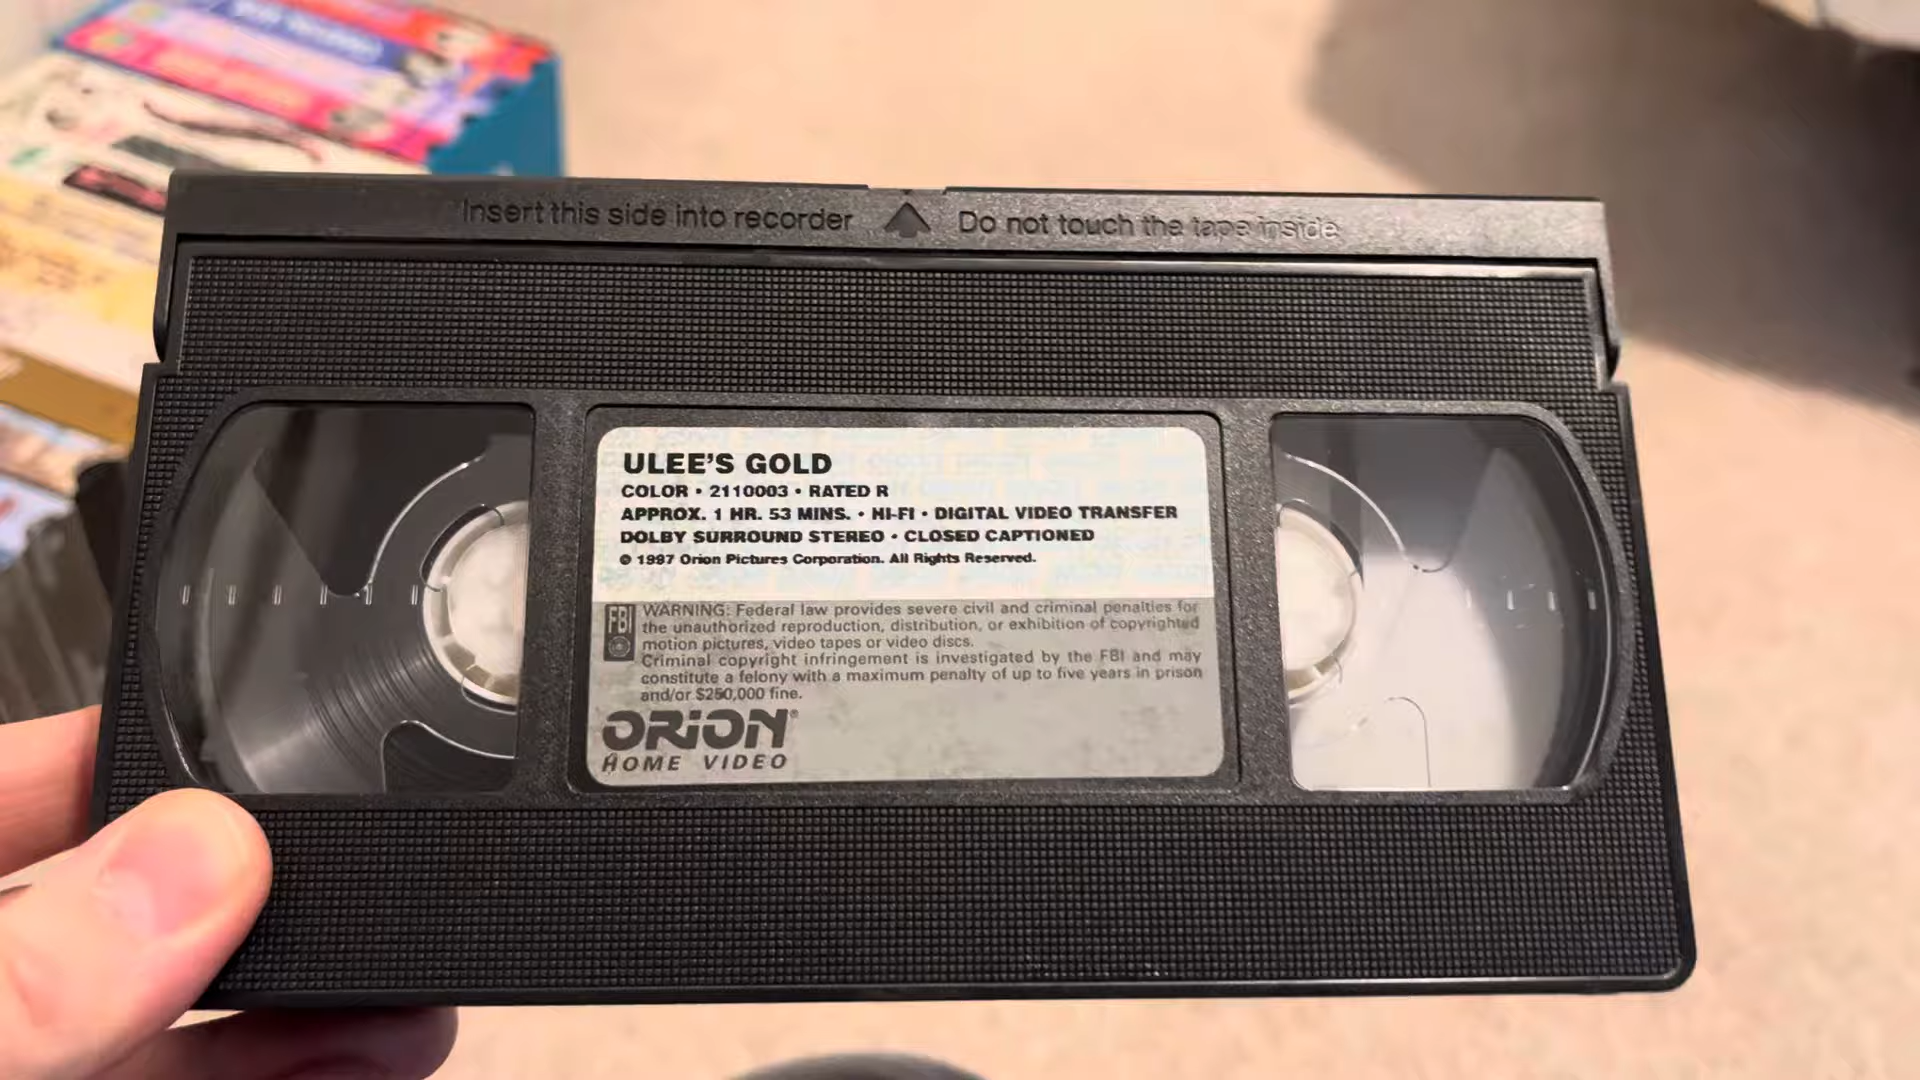 Insert this side into recorder Do not touch the tape inside
ULEE'S GOLD
COLOR • 2110003 • RATED R
APPROX. 1 HR. 53 MINS. • HI-FI • DIGITAL VIDEO TRANSFER
DOLBY SURROUND STEREO • CLOSED CAPTIONED
© 1997 Orion Pictures Corporation. All Rights Reserved.
FBI WARNING: Federal law provides severe civil and criminal penalties for
the unauthorized reproduction, distribution, or exhibition of copyrighted
motion pictures, video tapes or video discs.
Criminal copyright infringement is investigated by the FBI and may
constitute a felony with a maximum penalty of up to five years in prison
and/or $250,000 fine.
ORION®
HOME VIDEO